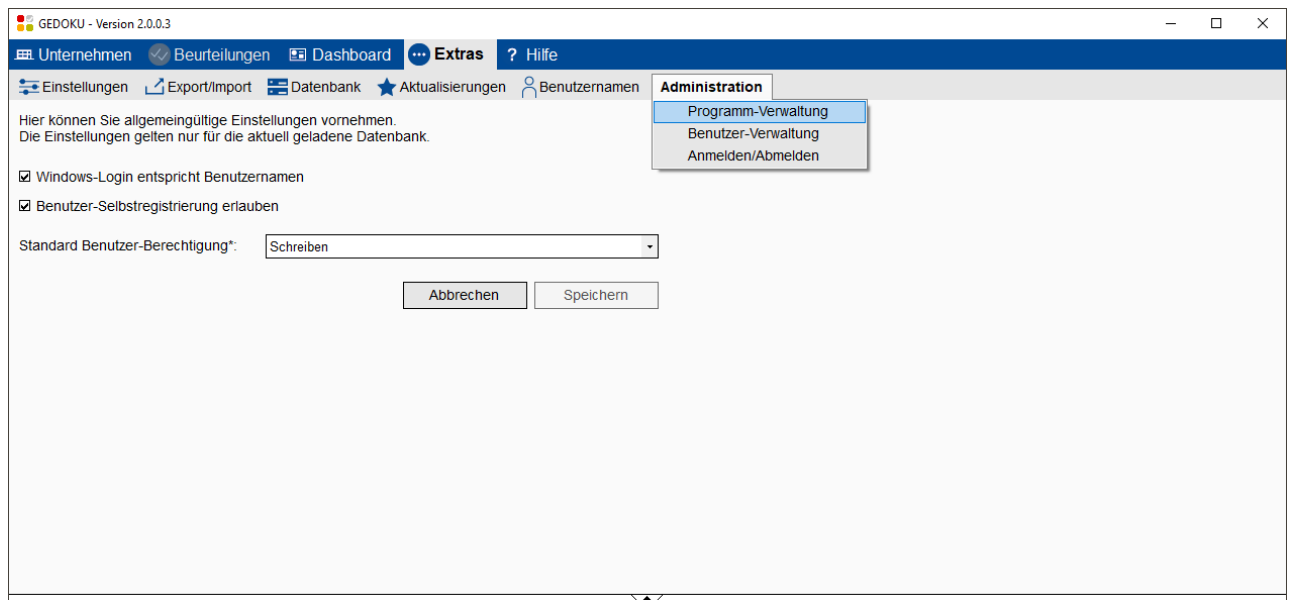 GEDOKU - Version 2.0.0.3
Unternehmen Beurteilungen Dashboard Extras ? Hilfe
Einstellungen Export/Import Datenbank Aktualisierungen Benutzernamen Administration
Programm-Verwaltung
Benutzer-Verwaltung
Anmelden/Abmelden
Hier können Sie allgemeingültige Einstellungen vornehmen.
Die Einstellungen gelten nur für die aktuell geladene Datenbank.
Windows-Login entspricht Benutzernamen
Benutzer-Selbstregistrierung erlauben
Standard Benutzer-Berechtigung*: Schreiben
Abbrechen Speichern